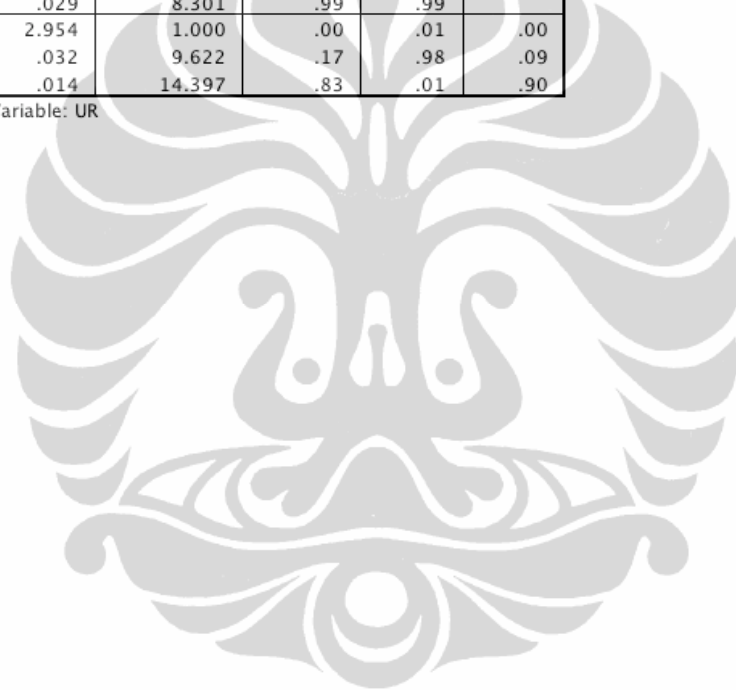 .029 8.301 .99 .99
2.954 1.000 .00 .01 .00
.032 9.622 .17 .98 .09
.014 14.397 .83 .01 .90
ariable: UR